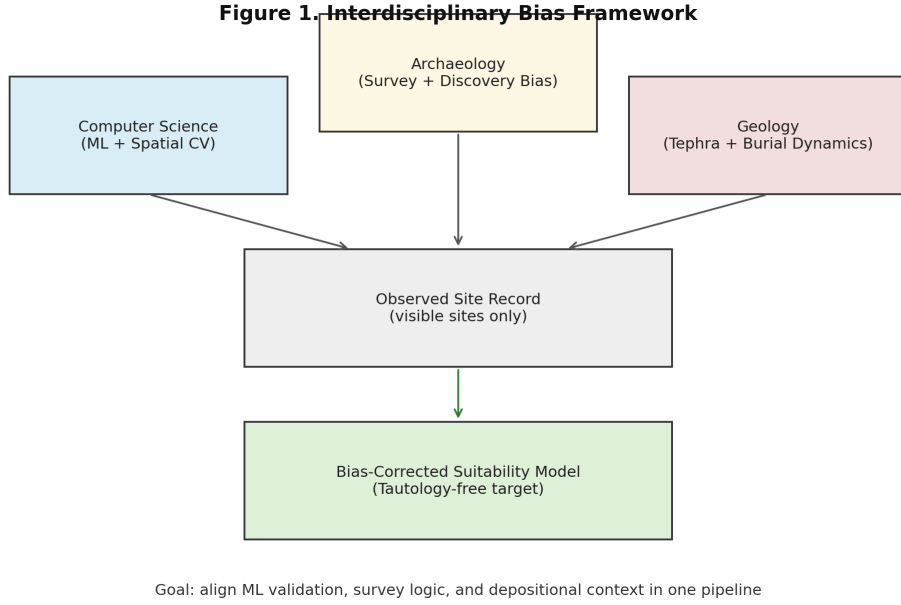 Figure 1. Interdisciplinary Bias Framework
Archaeology
(Survey + Discovery Bias)
Computer Science
(ML + Spatial CV)
Geology
(Tephra + Burial Dynamics)
Observed Site Record
(visible sites only)
Bias-Corrected Suitability Model
(Tautology-free target)
Goal: align ML validation, survey logic, and depositional context in one pipeline